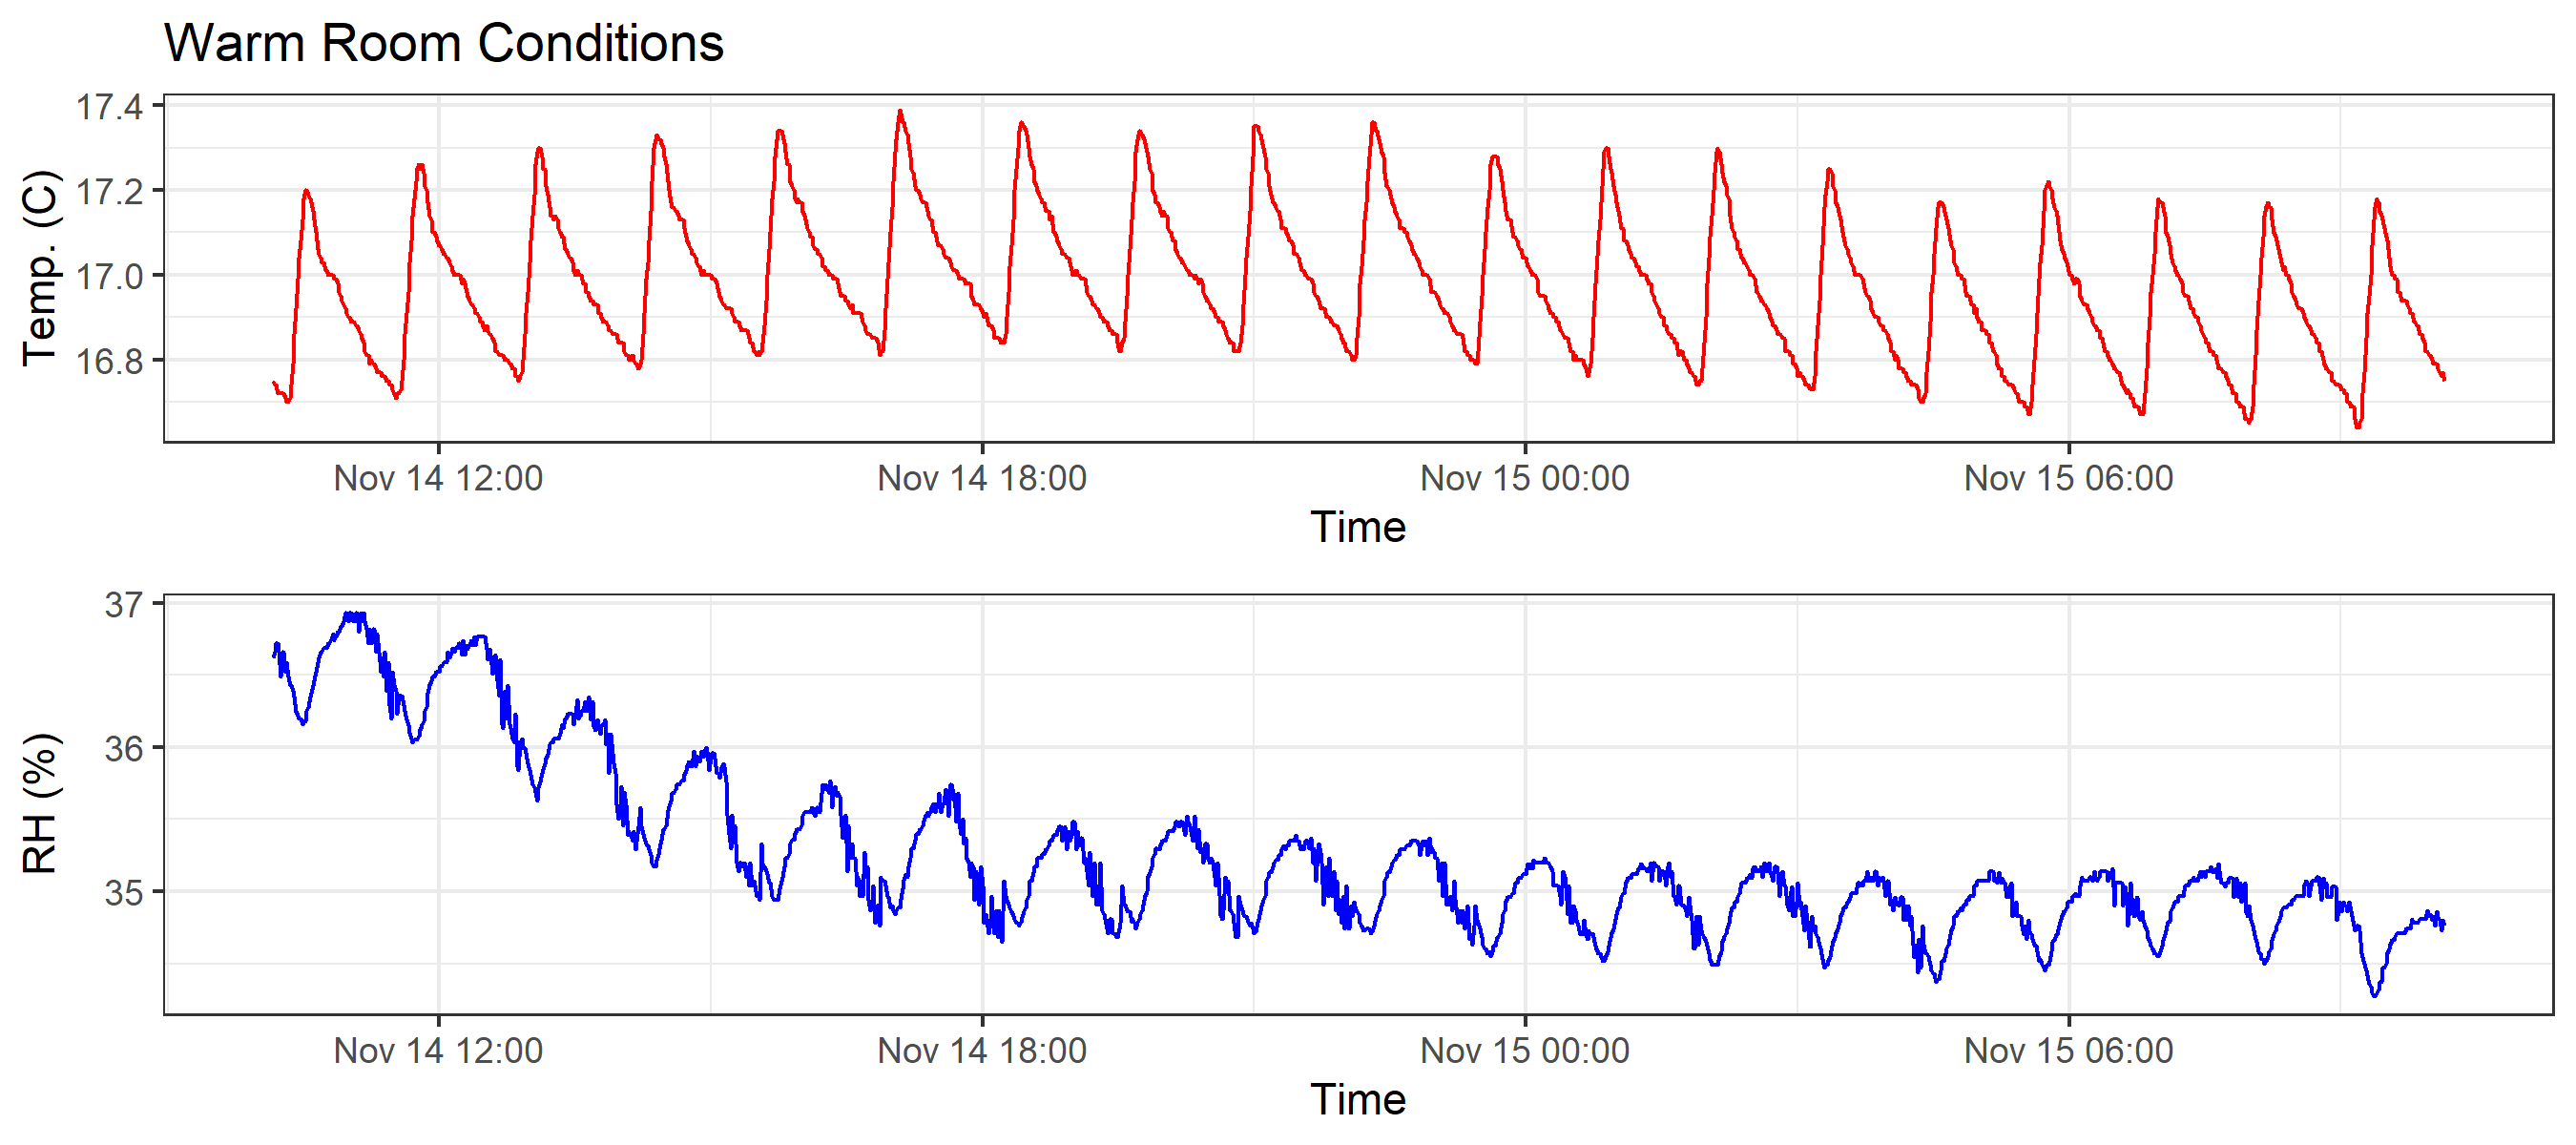 Warm Room Conditions
17.4
17.2
17.0
16.8
Temp. (C)
Nov 14 12:00 Nov 14 18:00 Nov 15 00:00 Nov 15 06:00
Time
37
36
35
RH (%)
Nov 14 12:00 Nov 14 18:00 Nov 15 00:00 Nov 15 06:00
Time